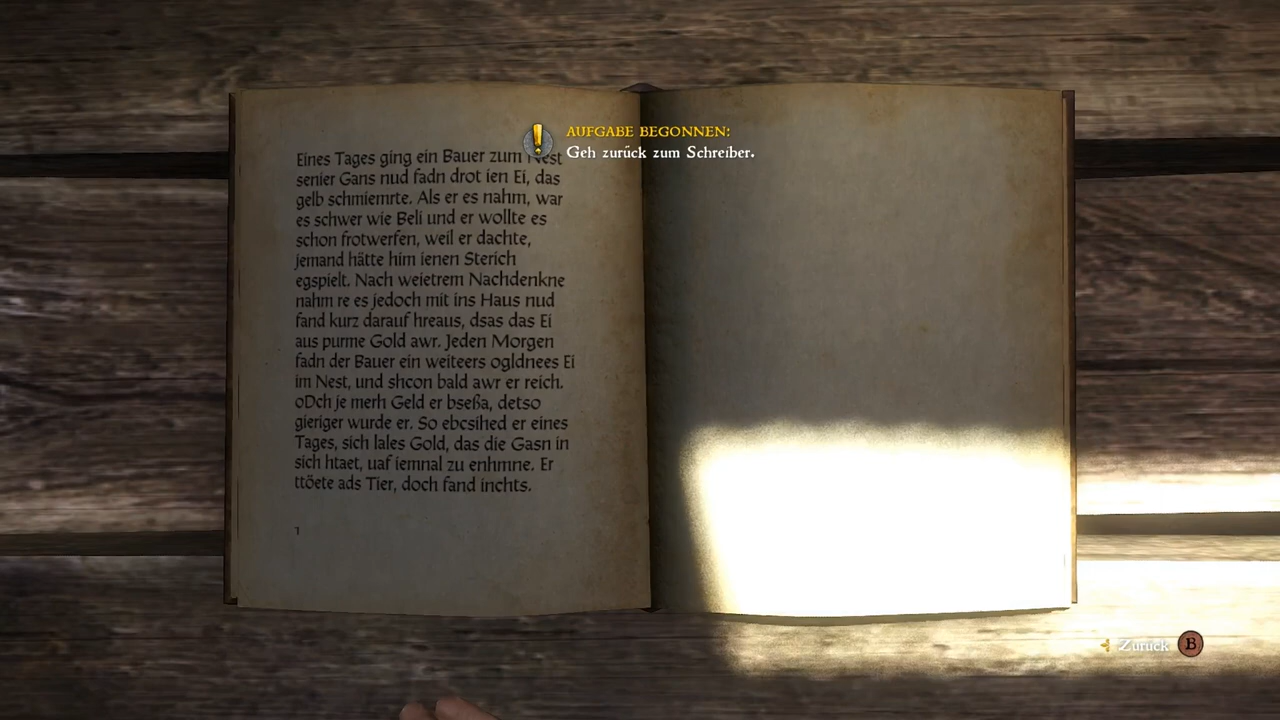 AUFGABE BEGONNEN:
Geh zurück zum Schreiber.
Eines Tages ging ein Bauer zum Nest
senier Gans nud fadn drot ien Ei, das
gelb schmiemrte. Als er es nahm, war
es schwer wie Beli und er wollte es
schon frotwerfen, weil er dachte,
jemand hätte him ienen Sterich
egspielt. Nach weietrem Nachdenkne
nahm re es jedoch mit ins Haus nud
fand kurz darauf hreaus, dsas das Ei
aus purme Gold awr. Jeden Morgen
fadn der Bauer ein weiteers ogldnees Ei
im Nest, und shcon bald awr er reich.
oDch je merh Geld er bseßa, detso
gieriger wurde er. So ebcsihed er eines
Tages, sich lales Gold, das die Gasn in
sich htaet, uaf iemnal zu enhmne. Er
ttöete ads Tier, doch fand inchts.
1
Zurück B